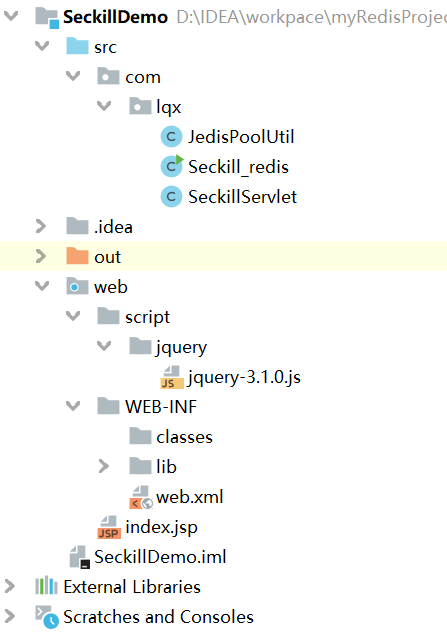 SeckillDemo D:\IDEA\workpace\myRedisProje
src
com
lqx
C JedisPoolUtil
C Seckill_redis
C SeckillServlet
.idea
out
web
script
jquery
JS jquery-3.1.0.js
WEB-INF
classes
lib
web.xml
JSP index.jsp
SeckillDemo.iml
External Libraries
Scratches and Consoles